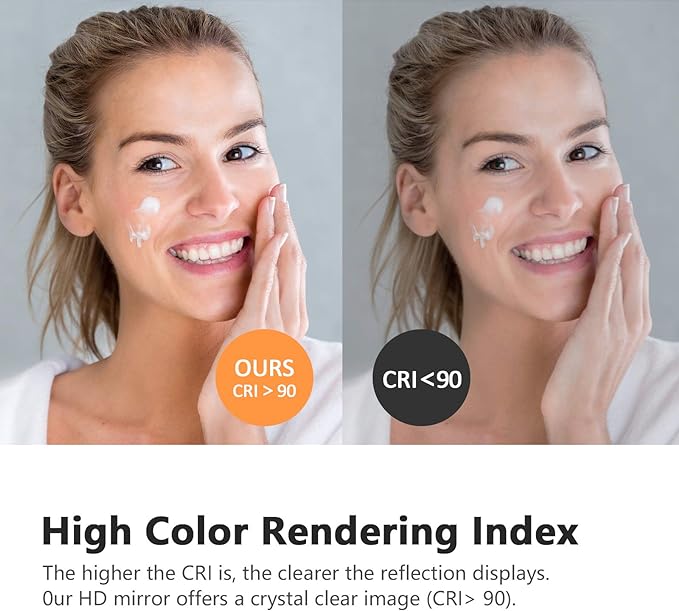 OURS
CRI > 90
CRI<90
High Color Rendering Index
The higher the CRI is, the clearer the reflection displays.
0ur HD mirror offers a crystal clear image (CRI> 90).